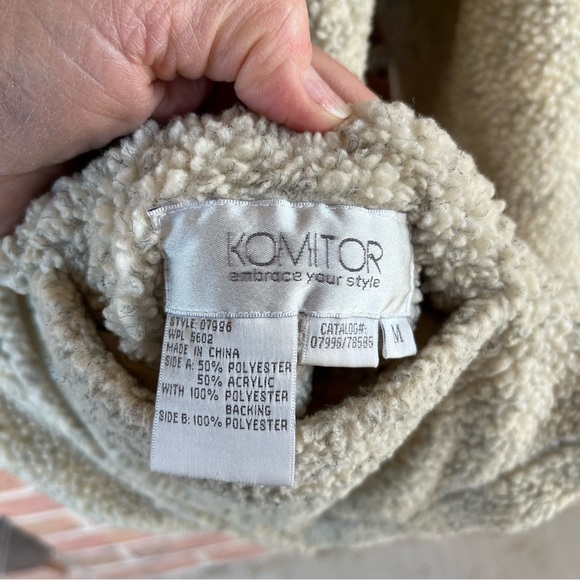 KOMITOR
embrace your style
STYLE: 07996
WPL 5602
MADE IN CHINA
SIDE A: 50% POLYESTER
50% ACRYLIC
WITH 100% POLYESTER
BACKING
SIDE B: 100% POLYESTER
CATALOG#:
07996/78585
M